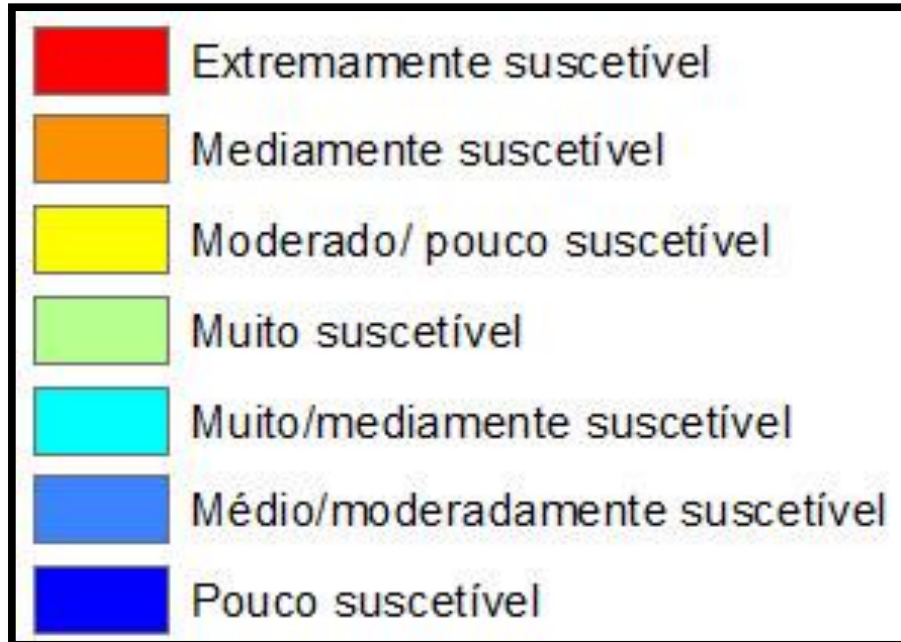 Extremamente suscetível
Mediamente suscetível
Moderado/ pouco suscetível
Muito suscetível
Muito/mediamente suscetível
Médio/moderadamente suscetível
Pouco suscetível